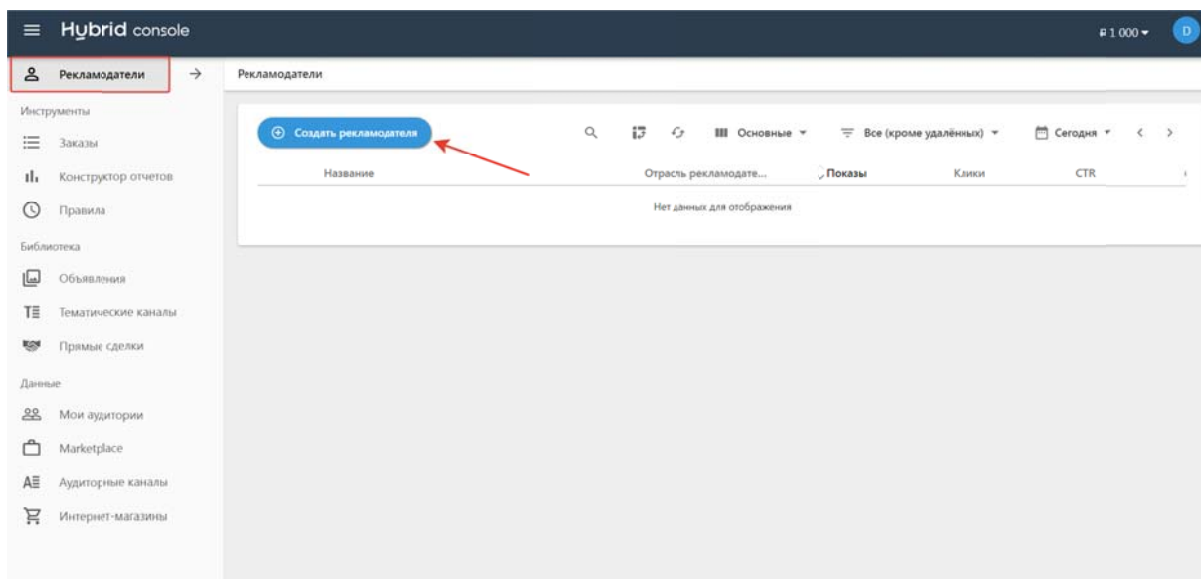 Hybrid console
₽ 1 000
D
Рекламодатели
Рекламодатели
Инструменты
Создать рекламодателя
Основные
Все (кроме удалённых)
Сегодня
Заказы
Название
Отрасль рекламодате...
Показы
Клики
CTR
Конструктор отчетов
Нет данных для отображения
Правила
Библиотека
Объявления
Тематические каналы
Прямые сделки
Данные
Мои аудитории
Marketplace
Аудиторные каналы
Интернет-магазины